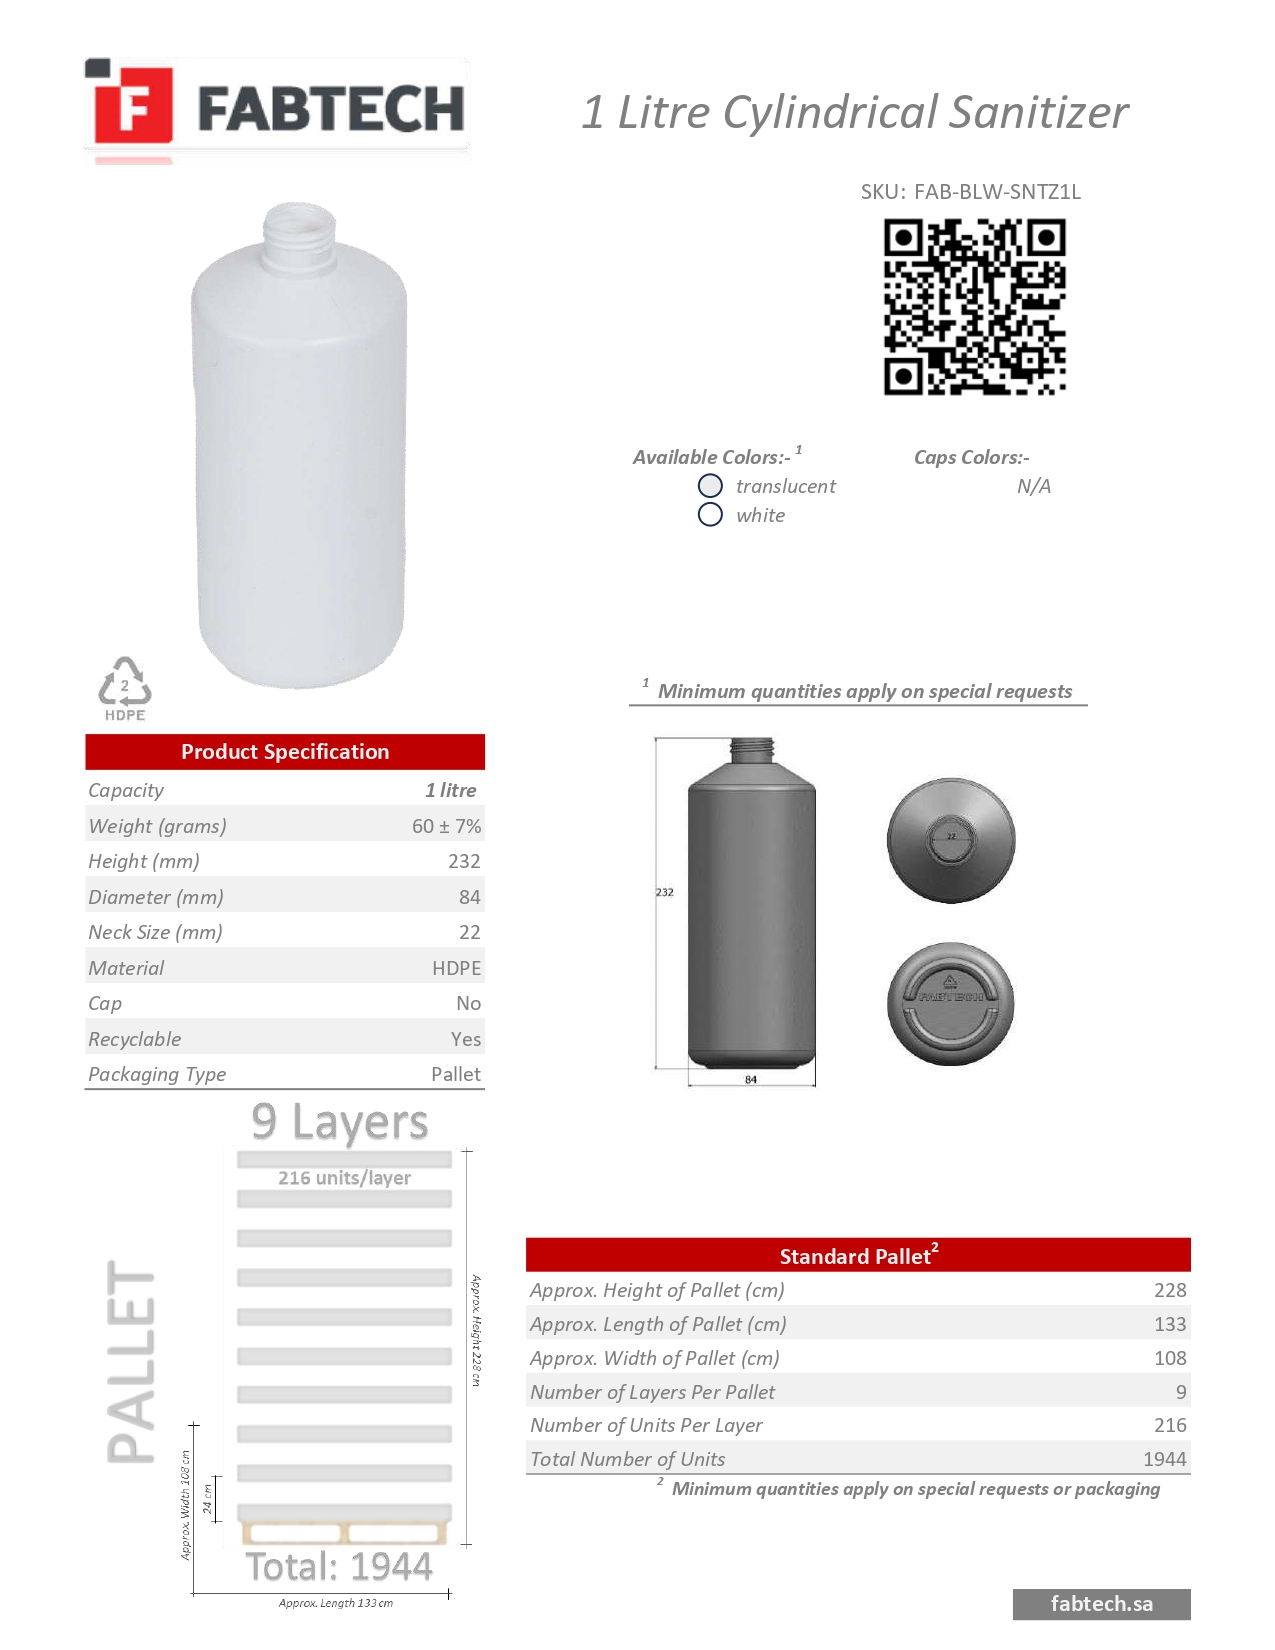 FABTECH
1 Litre Cylindrical Sanitizer
SKU: FAB-BLW-SNTZ1L
Available Colors:- 1
Caps Colors:-
translucent
N/A
white
2
HDPE
1 Minimum quantities apply on special requests
Product Specification
Capacity 1 litre
Weight (grams) 60 ± 7%
Height (mm) 232
Diameter (mm) 84
Neck Size (mm) 22
Material HDPE
Cap No
Recyclable Yes
Packaging Type Pallet
232
84
22
FABTECH
9 Layers
216 units/layer
PALLET
Approx. Height 228 cm
Approx. Width 108 cm
24 cm
Total: 1944
Approx. Length 133 cm
Standard Pallet2
Approx. Height of Pallet (cm) 228
Approx. Length of Pallet (cm) 133
Approx. Width of Pallet (cm) 108
Number of Layers Per Pallet 9
Number of Units Per Layer 216
Total Number of Units 1944
2 Minimum quantities apply on special requests or packaging
fabtech.sa